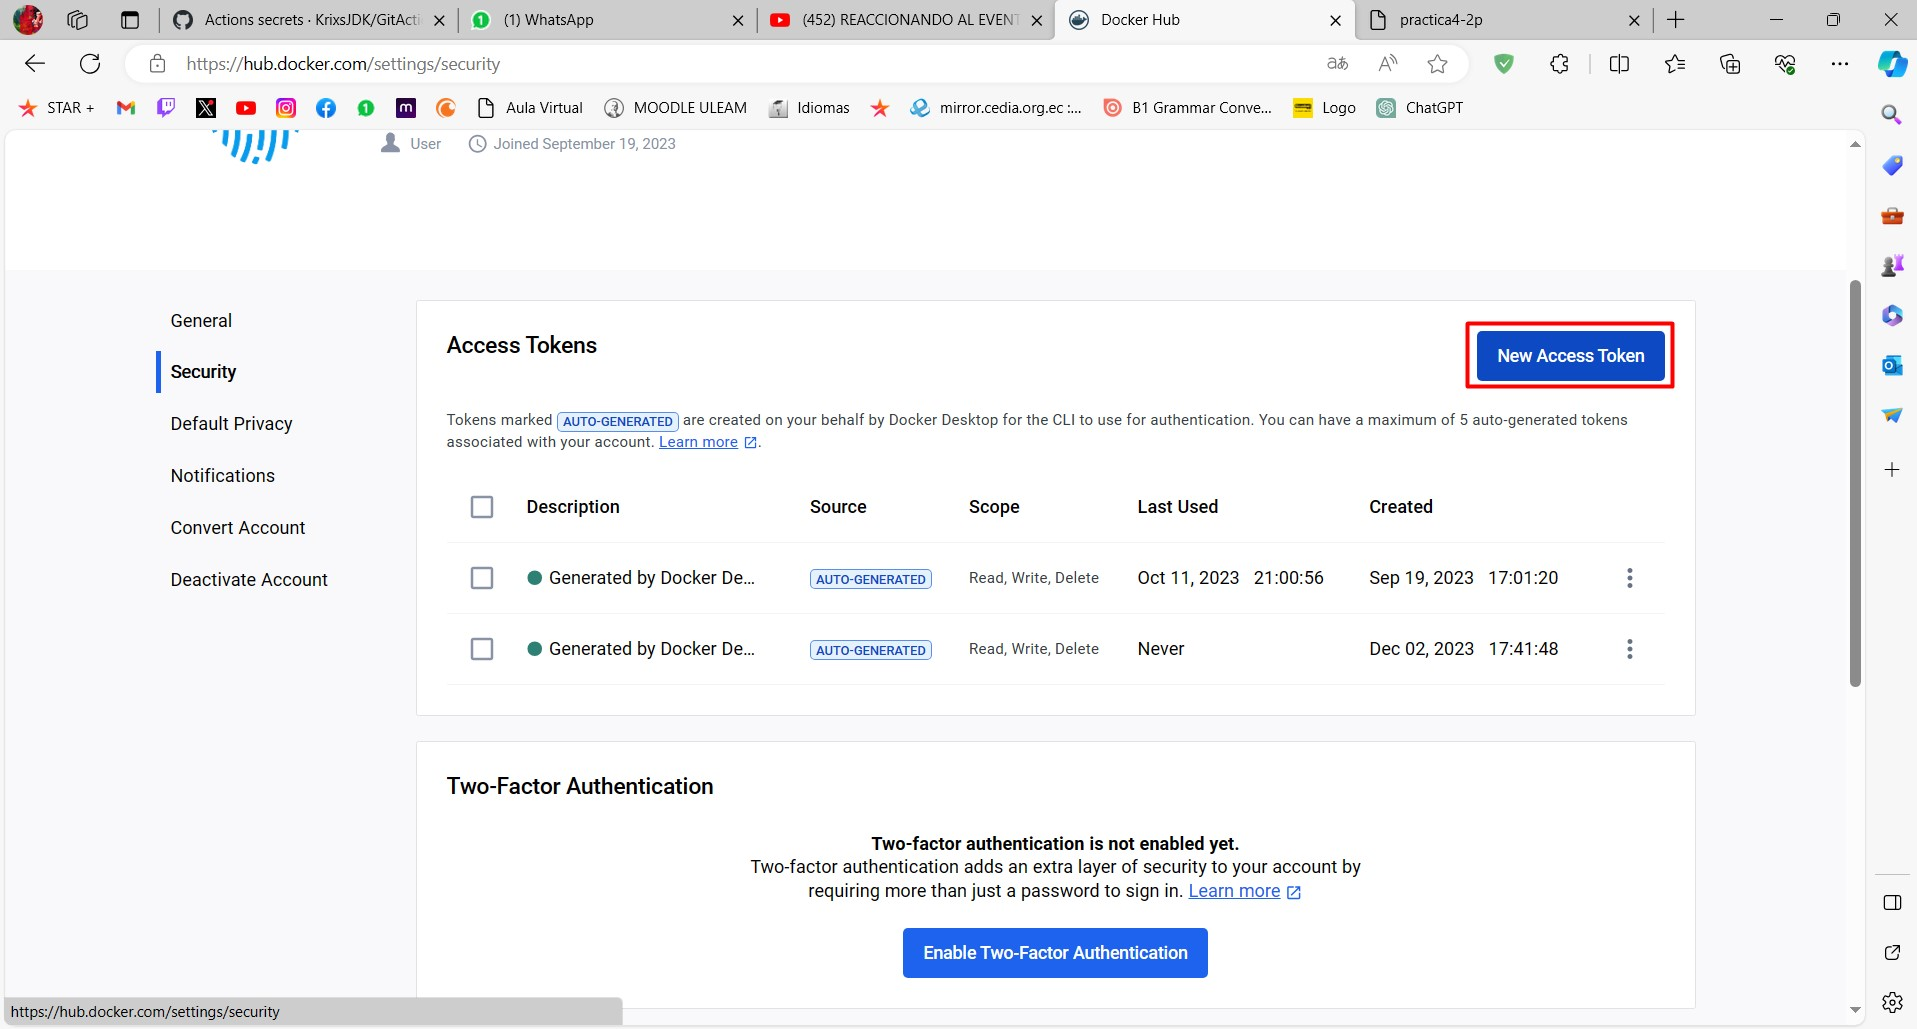 Actions secrets · KrixsJDK/GitActi
(1) WhatsApp
(452) REACCIONANDO AL EVENT
Docker Hub
practica4-2p
https://hub.docker.com/settings/security
STAR +
Aula Virtual
MOODLE ULEAM
Idiomas
mirror.cedia.org.ec :...
B1 Grammar Conve...
Logo
ChatGPT
User
Joined September 19, 2023
General
Security
Default Privacy
Notifications
Convert Account
Deactivate Account
Access Tokens
New Access Token
Tokens marked AUTO-GENERATED are created on your behalf by Docker Desktop for the CLI to use for authentication. You can have a maximum of 5 auto-generated tokens
associated with your account. Learn more.
Description Source Scope Last Used Created
Generated by Docker De... AUTO-GENERATED Read, Write, Delete Oct 11, 2023 21:00:56 Sep 19, 2023 17:01:20
Generated by Docker De... AUTO-GENERATED Read, Write, Delete Never Dec 02, 2023 17:41:48
Two-Factor Authentication
Two-factor authentication is not enabled yet.
Two-factor authentication adds an extra layer of security to your account by
requiring more than just a password to sign in. Learn more
Enable Two-Factor Authentication
https://hub.docker.com/settings/security